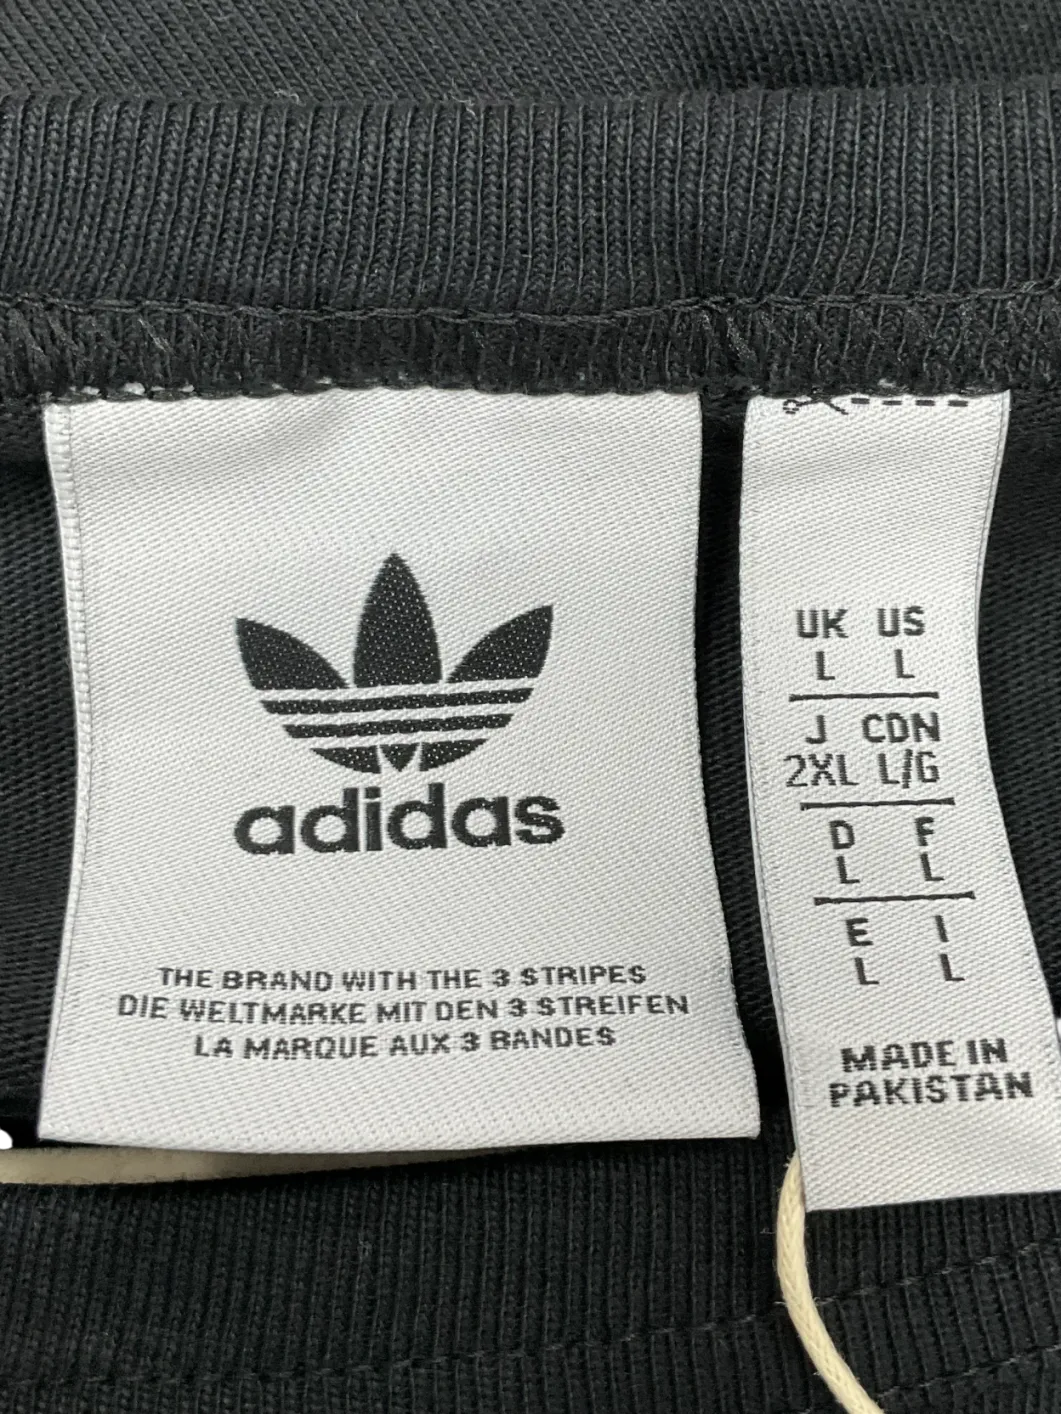 adidas
THE BRAND WITH THE 3 STRIPES
DIE WELTMARKE MIT DEN 3 STREIFEN
LA MARQUE AUX 3 BANDES
UK US
L L
J CDN
2XL L/G
D F
L L
E I
L L
MADE IN
PAKISTAN